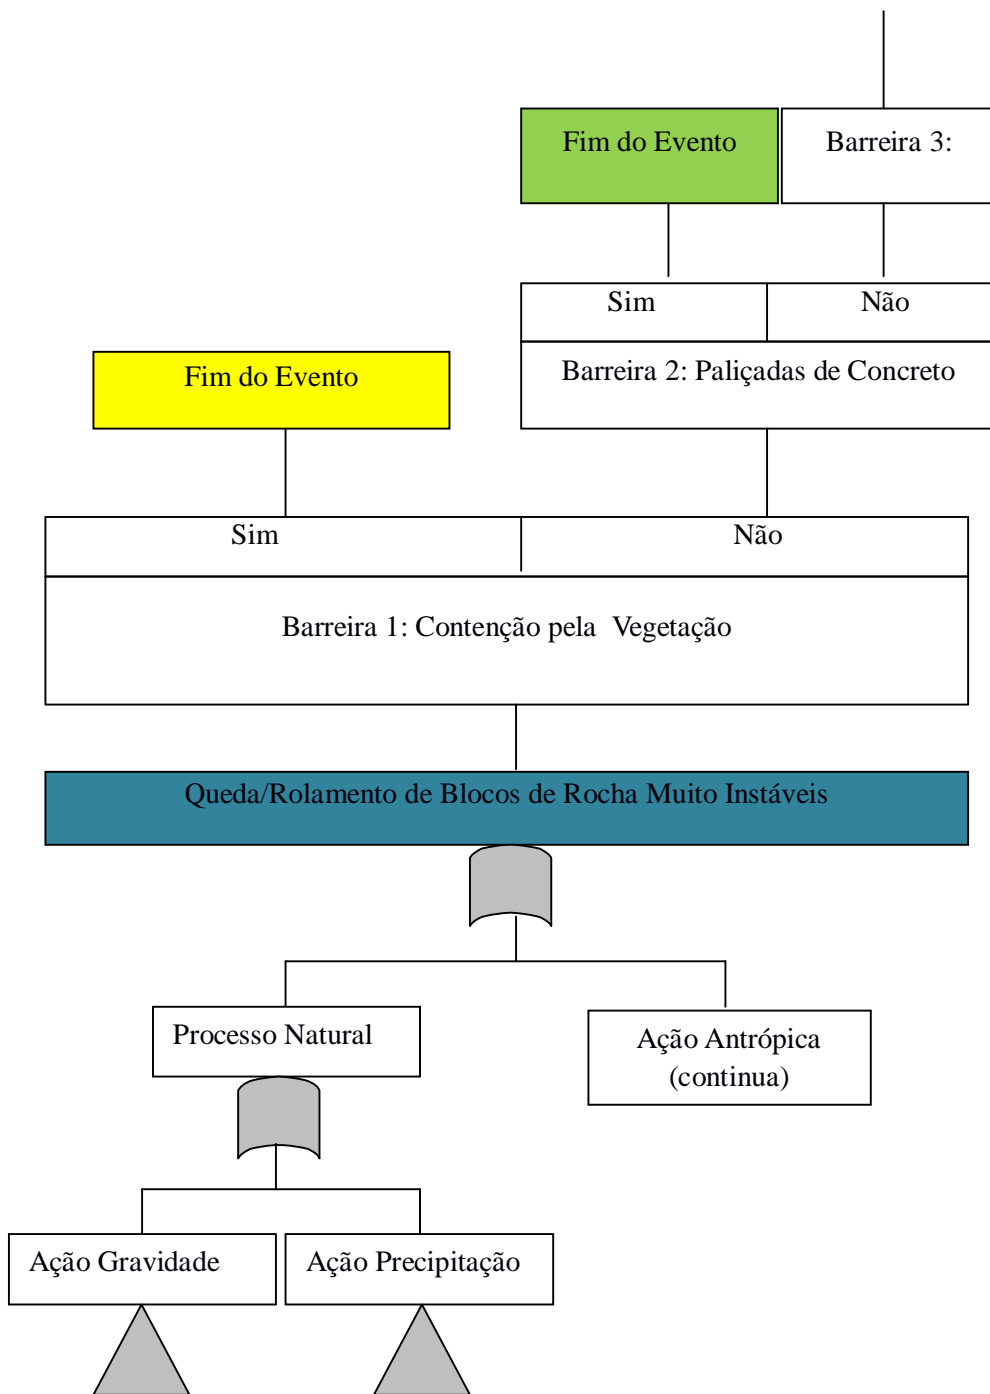 Fim do Evento
Barreira 3:
Sim
Não
Barreira 2: Paliçadas de Concreto
Fim do Evento
Sim
Não
Barreira 1: Contenção pela Vegetação
Queda/Rolamento de Blocos de Rocha Muito Instáveis
Processo Natural
Ação Antrópica
(continua)
Ação Gravidade
Ação Precipitação